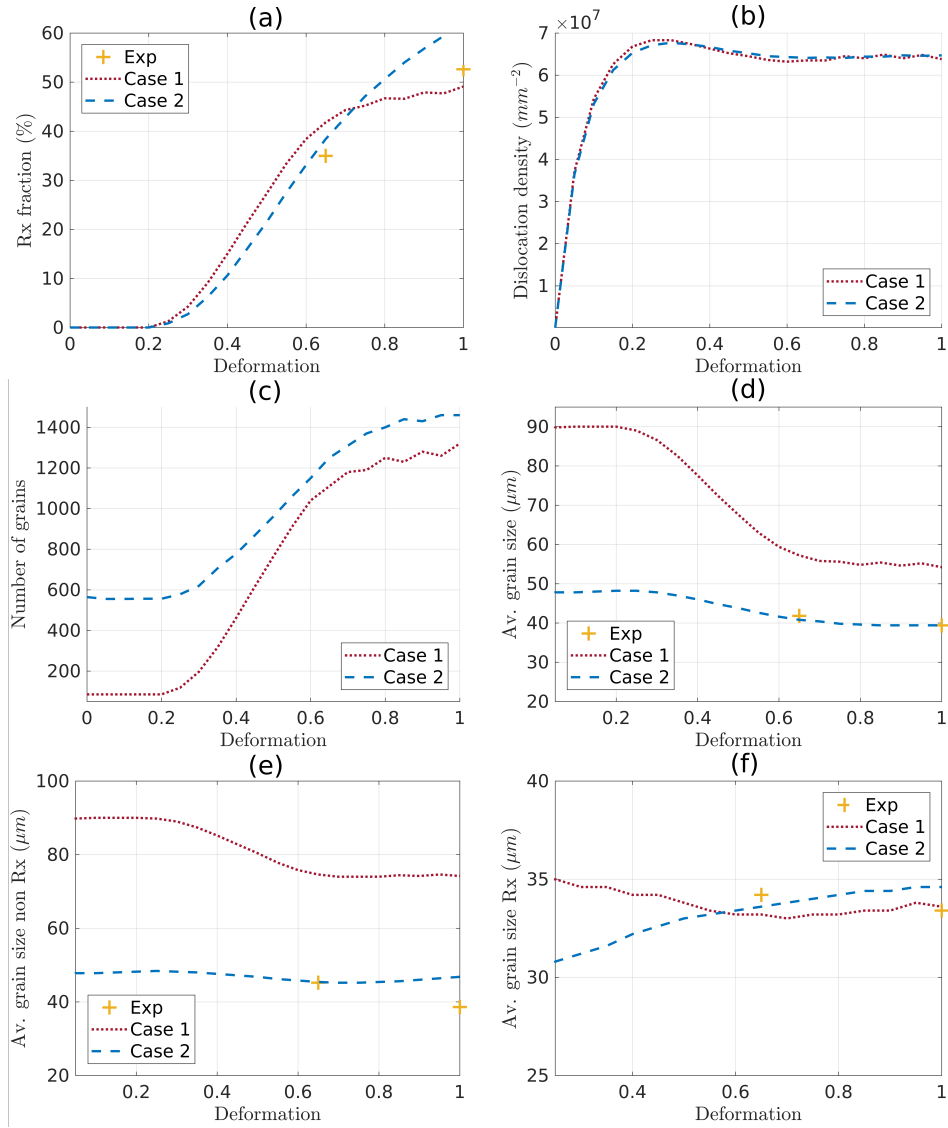 (a)
60
50
40
30
20
10
0
Rx fraction (%)
Exp
Case 1
Case 2
0 0.2 0.4 0.6 0.8 1
Deformation
(b)
×10⁷
7
6
5
4
3
2
1
Dislocation density (mm⁻²)
Case 1
Case 2
0 0.2 0.4 0.6 0.8 1
Deformation
(c)
1400
1200
1000
800
600
400
200
Number of grains
Case 1
Case 2
0 0.2 0.4 0.6 0.8 1
Deformation
(d)
90
80
70
60
50
40
30
20
Av. grain size (μm)
Exp
Case 1
Case 2
0.2 0.4 0.6 0.8 1
Deformation
(e)
100
80
60
40
20
Av. grain size non Rx (μm)
Exp
Case 1
Case 2
0.2 0.4 0.6 0.8 1
Deformation
(f)
40
35
30
25
Av. grain size Rx (μm)
Exp
Case 1
Case 2
0.4 0.6 0.8 1
Deformation